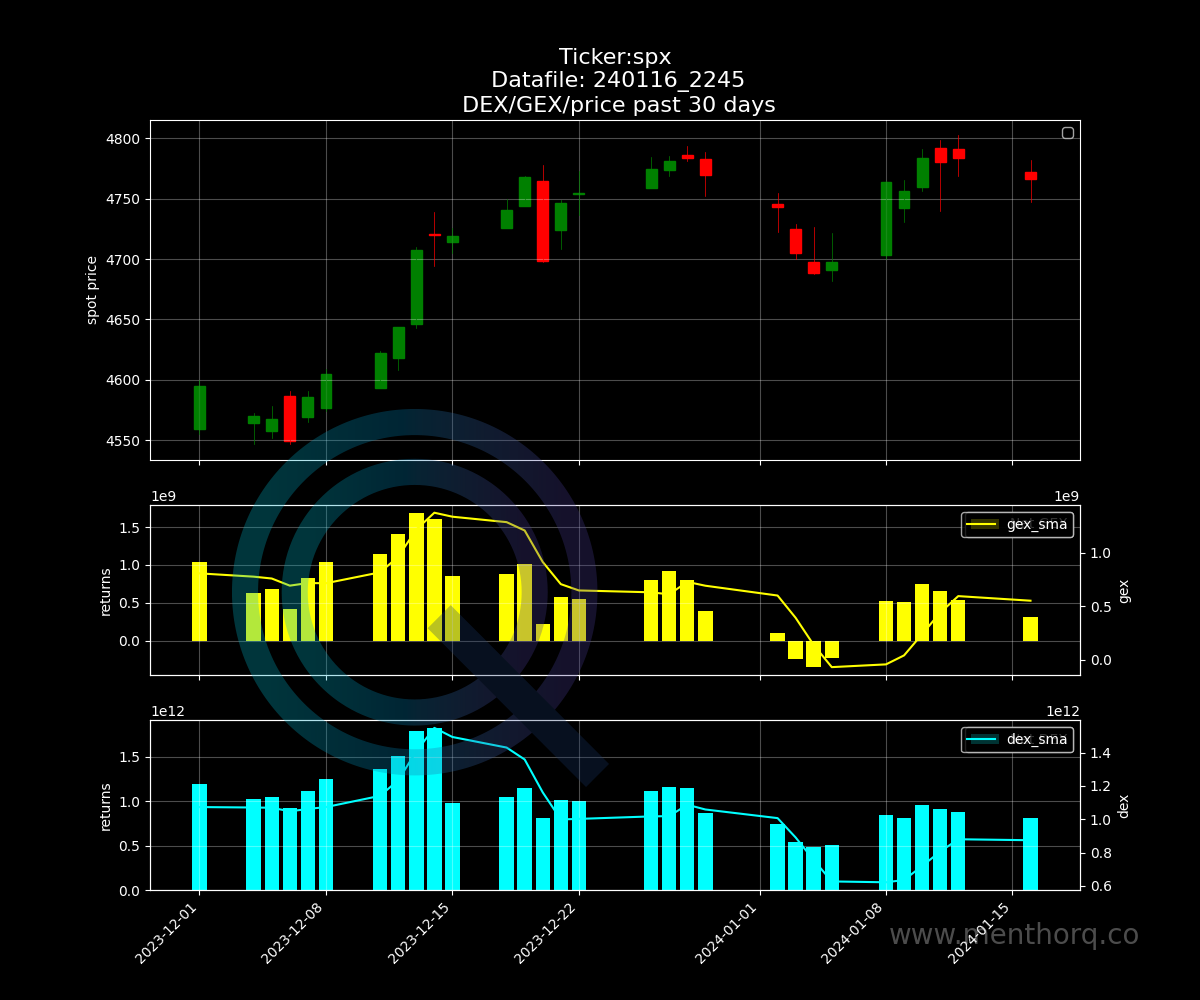 Ticker:spx
Datafile: 240116_2245
DEX/GEX/price past 30 days
4800
4750
4700
4650
4600
4550
spot price
1e9
1e9
1.5
1.0
0.5
0.0
returns
gex_sma
1.0
0.5
0.0
gex
1e12
1e12
1.5
1.0
0.5
0.0
returns
dex_sma
1.4
1.2
1.0
0.8
0.6
dex
2023-12-01
2023-12-08
2023-12-15
2023-12-22
2024-01-01
2024-01-08
2024-01-15
www.menthorq.co